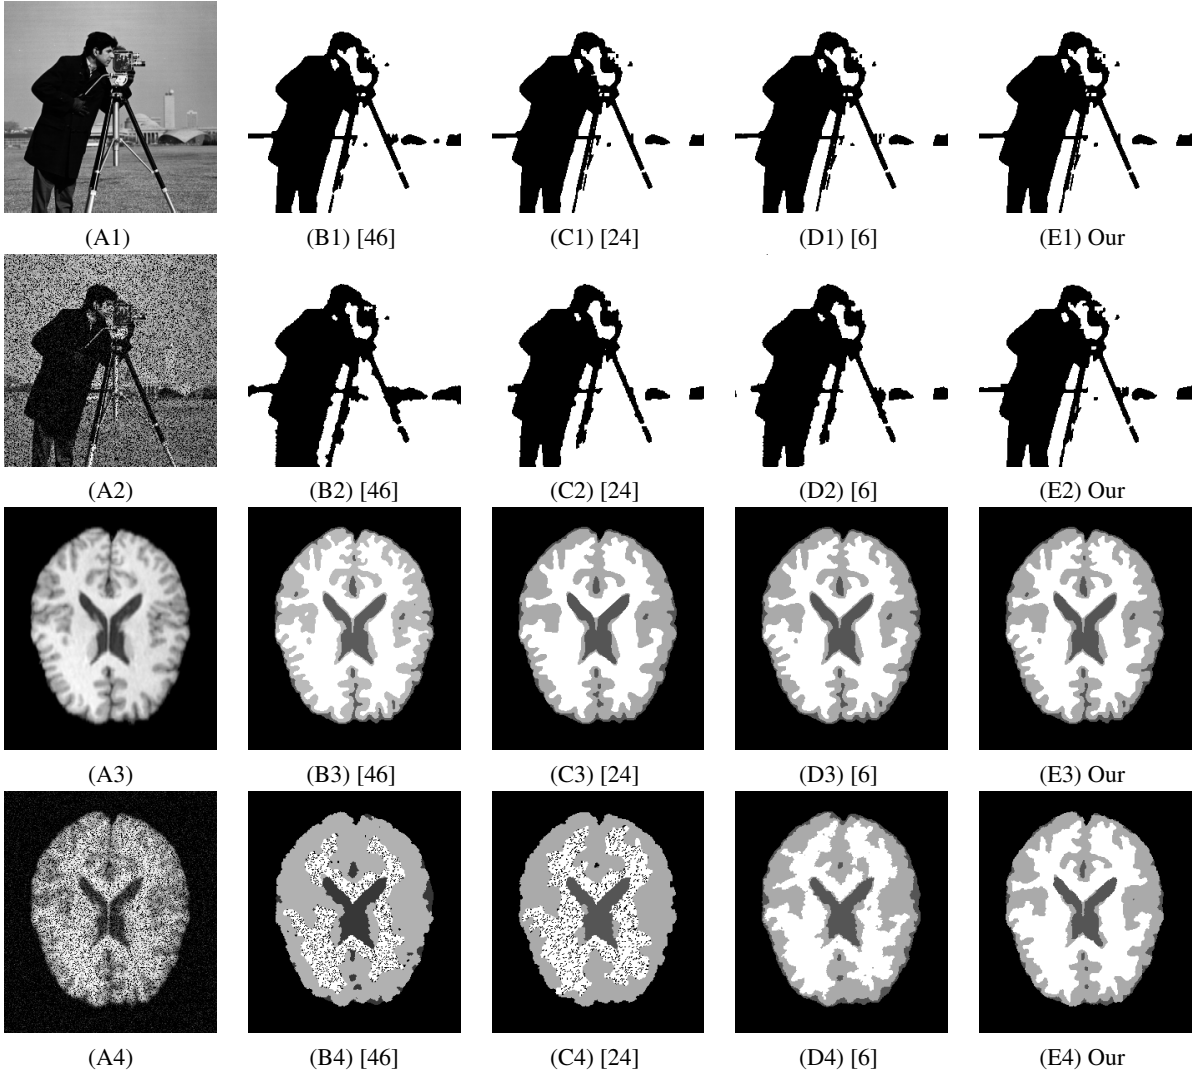 (A1) (B1) [46] (C1) [24] (D1) [6] (E1) Our
(A2) (B2) [46] (C2) [24] (D2) [6] (E2) Our
(A3) (B3) [46] (C3) [24] (D3) [6] (E3) Our
(A4) (B4) [46] (C4) [24] (D4) [6] (E4) Our